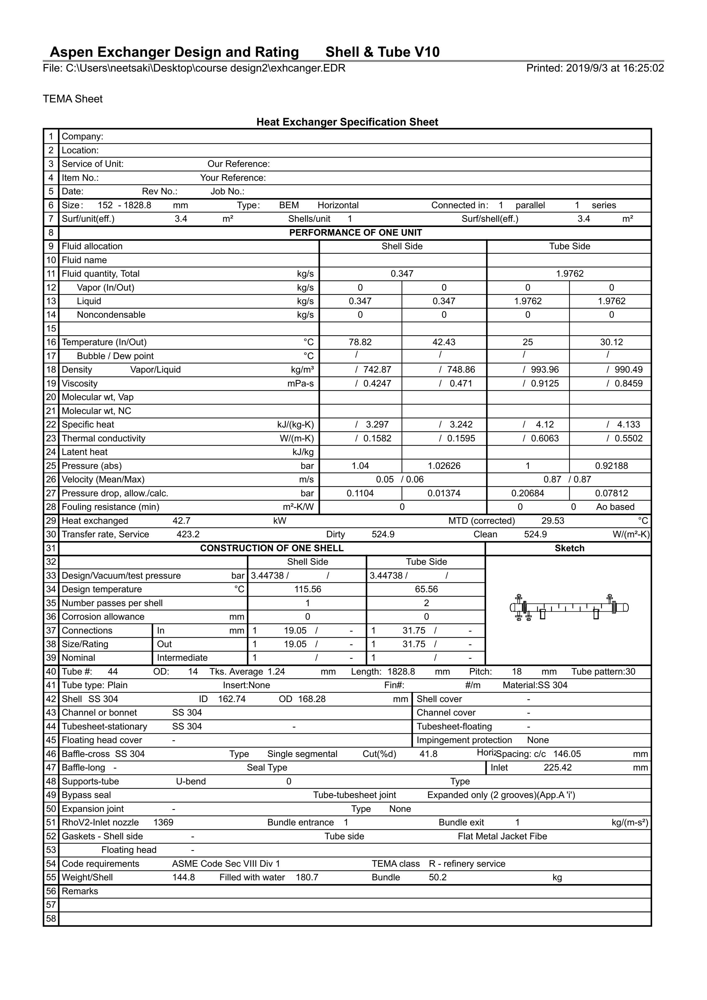 Aspen Exchanger Design and Rating Shell & Tube V10
File: C:\Users\neetsaki\Desktop\course design2\exhcanger.EDR Printed: 2019/9/3 at 16:25:02
TEMA Sheet
Heat Exchanger Specification Sheet
1 Company:
2 Location:
3 Service of Unit: Our Reference:
4 Item No.: Your Reference:
5 Date: Rev No.: Job No.:
6 Size: 152 - 1828.8 mm Type: BEM Horizontal Connected in: 1 parallel 1 series
7 Surf/unit(eff.) 3.4 m² Shells/unit 1 Surf/shell(eff.) 3.4 m²
8 PERFORMANCE OF ONE UNIT
9 Fluid allocation Shell Side Tube Side
10 Fluid name
11 Fluid quantity, Total kg/s 0.347 1.9762
12 Vapor (In/Out) kg/s 0 0 0 0
13 Liquid kg/s 0.347 0.347 1.9762 1.9762
14 Noncondensable kg/s 0 0 0 0
15
16 Temperature (In/Out) °C 78.82 42.43 25 30.12
17 Bubble / Dew point °C / / / /
18 Density Vapor/Liquid kg/m³ / 742.87 / 748.86 / 993.96 / 990.49
19 Viscosity mPa-s / 0.4247 / 0.471 / 0.9125 / 0.8459
20 Molecular wt, Vap
21 Molecular wt, NC
22 Specific heat kJ/(kg-K) / 3.297 / 3.242 / 4.12 / 4.133
23 Thermal conductivity W/(m-K) / 0.1582 / 0.1595 / 0.6063 / 0.5502
24 Latent heat kJ/kg
25 Pressure (abs) bar 1.04 1.02626 1 0.92188
26 Velocity (Mean/Max) m/s 0.05 / 0.06 0.87 / 0.87
27 Pressure drop, allow./calc. bar 0.1104 0.01374 0.20684 0.07812
28 Fouling resistance (min) m²-K/W 0 0 0 Ao based
29 Heat exchanged 42.7 kW MTD (corrected) 29.53 °C
30 Transfer rate, Service 423.2 Dirty 524.9 Clean 524.9 W/(m²-K)
31 CONSTRUCTION OF ONE SHELL Sketch
32 Shell Side Tube Side
33 Design/Vacuum/test pressure bar 3.44738 / / 3.44738 / /
34 Design temperature °C 115.56 65.56
35 Number passes per shell 1 2
36 Corrosion allowance mm 0 0
37 Connections In mm 1 19.05 / - 1 31.75 / -
38 Size/Rating Out 1 19.05 / - 1 31.75 / -
39 Nominal Intermediate 1 / - 1 / -
40 Tube #: 44 OD: 14 Tks. Average 1.24 mm Length: 1828.8 mm Pitch: 18 mm Tube pattern:30
41 Tube type: Plain Insert:None Fin#: #/m Material:SS 304
42 Shell SS 304 ID 162.74 OD 168.28 mm Shell cover -
43 Channel or bonnet SS 304 Channel cover -
44 Tubesheet-stationary SS 304 - Tubesheet-floating -
45 Floating head cover - Impingement protection None
46 Baffle-cross SS 304 Type Single segmental Cut(%d) 41.8 Horiz Spacing: c/c 146.05 mm
47 Baffle-long - Seal Type Inlet 225.42 mm
48 Supports-tube U-bend 0 Type
49 Bypass seal Tube-tubesheet joint Expanded only (2 grooves)(App.A 'i')
50 Expansion joint - Type None
51 RhoV2-Inlet nozzle 1369 Bundle entrance 1 Bundle exit 1 kg/(m-s²)
52 Gaskets - Shell side - Tube side Flat Metal Jacket Fibe
53 Floating head -
54 Code requirements ASME Code Sec VIII Div 1 TEMA class R - refinery service
55 Weight/Shell 144.8 Filled with water 180.7 Bundle 50.2 kg
56 Remarks
57
58